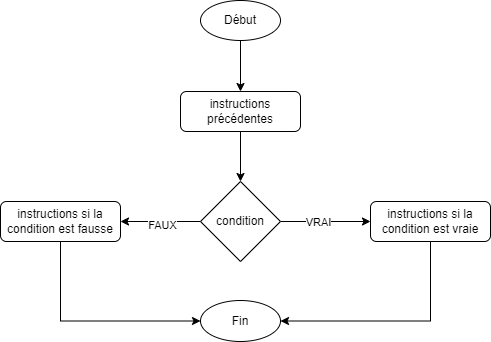 Début
instructions
précédentes
condition
FAUX
VRAI
instructions si la
condition est fausse
instructions si la
condition est vraie
Fin